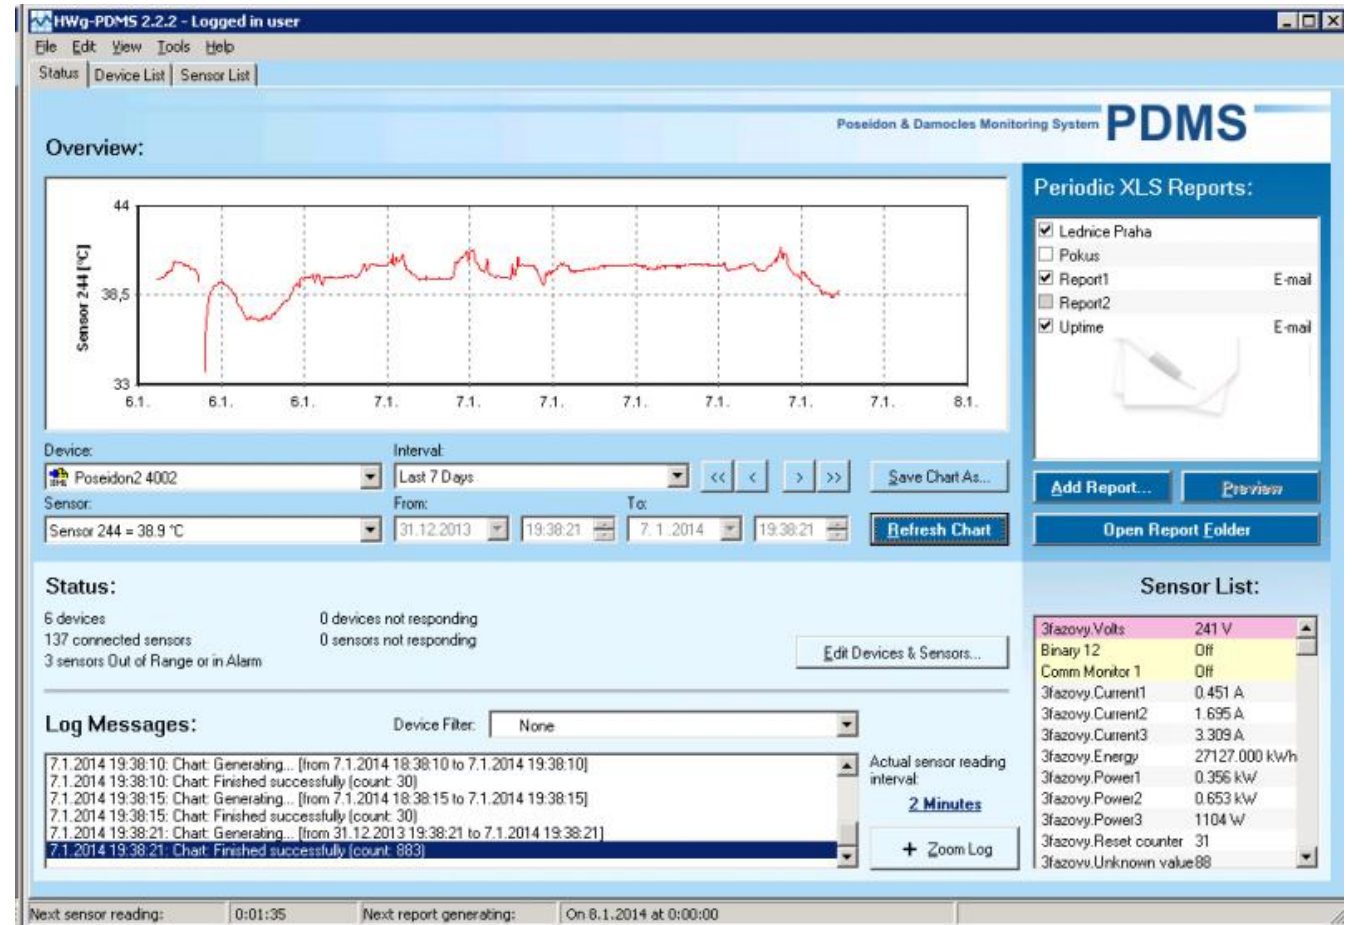 HWg-PDMS 2.2.2 - Logged in user
File Edit View Tools Help
Status Device List Sensor List
Poseidon & Damocles Monitoring System PDMS
Overview:
44
38,5
33
Sensor 244 [°C]
6.1. 6.1. 6.1. 7.1. 7.1. 7.1. 7.1. 7.1. 7.1. 7.1. 8.1.
Periodic XLS Reports:
Lednice Praha
Pokus
Report1 E-mail
Report2
Uptime E-mail
Add Report... Preview
Open Report Folder
Device: Interval:
Poseidon2 4002 Last 7 Days << < > >> Save Chart As...
Sensor: From: To:
Sensor 244 = 38.9 °C 31.12.2013 19:38:21 7. 1 .2014 19:38:21 Refresh Chart
Status:
6 devices 0 devices not responding
137 connected sensors 0 sensors not responding
3 sensors Out of Range or in Alarm
Edit Devices & Sensors...
Log Messages: Device Filter: None
7.1.2014 19:38:10: Chart: Generating... [from 7.1.2014 18:38:10 to 7.1.2014 19:38:10]
7.1.2014 19:38:10: Chart: Finished successfully (count: 30)
7.1.2014 19:38:15: Chart: Generating... [from 7.1.2014 18:38:15 to 7.1.2014 19:38:15]
7.1.2014 19:38:15: Chart: Finished successfully (count: 30)
7.1.2014 19:38:21: Chart: Generating... [from 31.12.2013 19:38:21 to 7.1.2014 19:38:21]
7.1.2014 19:38:21: Chart: Finished successfully (count: 883)
Actual sensor reading
interval:
2 Minutes
+ Zoom Log
Sensor List:
3fazovy.Volts 241 V
Binary 12 Off
Comm Monitor 1 Off
3fazovy.Current1 0.451 A
3fazovy.Current2 1.695 A
3fazovy.Current3 3.309 A
3fazovy.Energy 27127.000 kW/h
3fazovy.Power1 0.356 kW
3fazovy.Power2 0.653 kW
3fazovy.Power3 1104 W
3fazovy.Reset counter 31
3fazovy.Unknown value 88
Next sensor reading: 0:01:35 Next report generating: On 8.1.2014 at 0:00:00